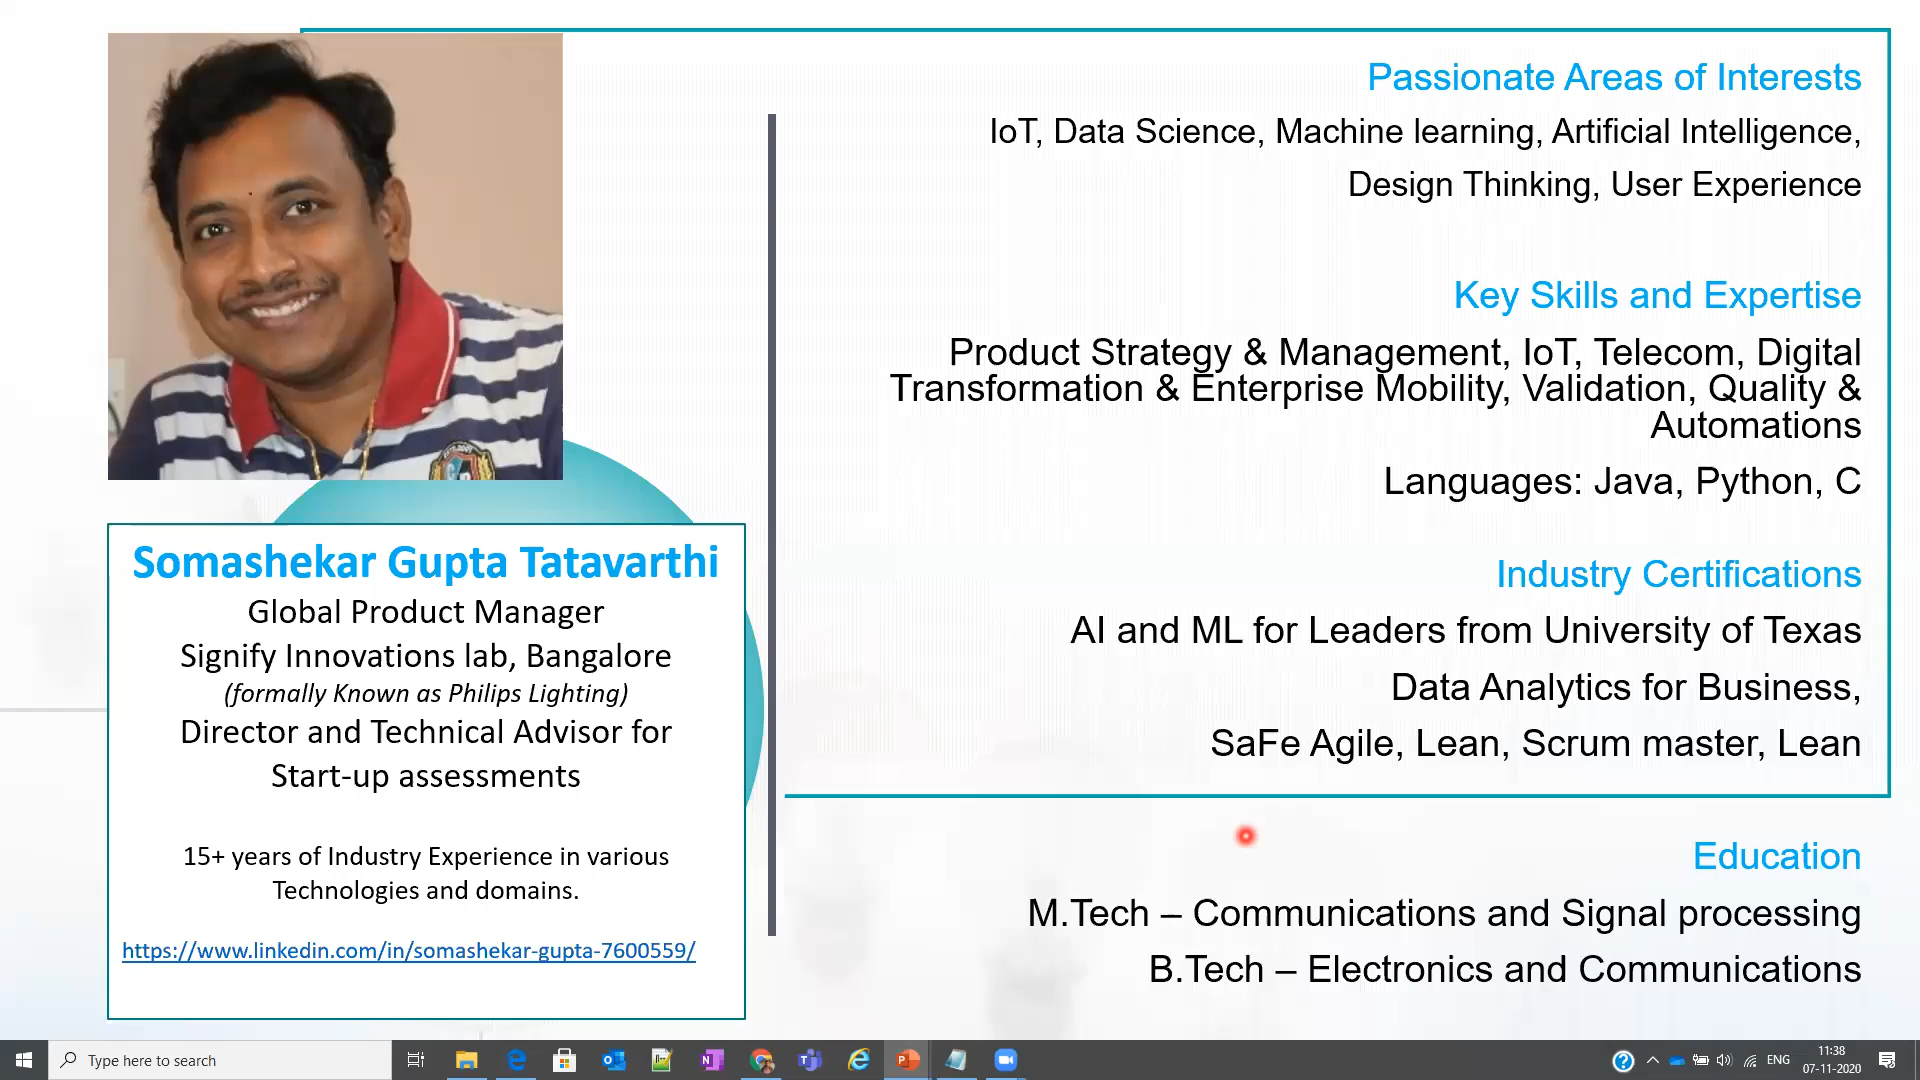 Somashekar Gupta Tatavarthi
Global Product Manager
Signify Innovations lab, Bangalore
(formally Known as Philips Lighting)
Director and Technical Advisor for
Start-up assessments
15+ years of Industry Experience in various
Technologies and domains.
https://www.linkedin.com/in/somashekar-gupta-7600559/
Passionate Areas of Interests
IoT, Data Science, Machine learning, Artificial Intelligence,
Design Thinking, User Experience
Key Skills and Expertise
Product Strategy & Management, IoT, Telecom, Digital
Transformation & Enterprise Mobility, Validation, Quality &
Automations
Languages: Java, Python, C
Industry Certifications
AI and ML for Leaders from University of Texas
Data Analytics for Business,
SaFe Agile, Lean, Scrum master, Lean
Education
M.Tech – Communications and Signal processing
B.Tech – Electronics and Communications
Type here to search
ENG
11:38
07-11-2020